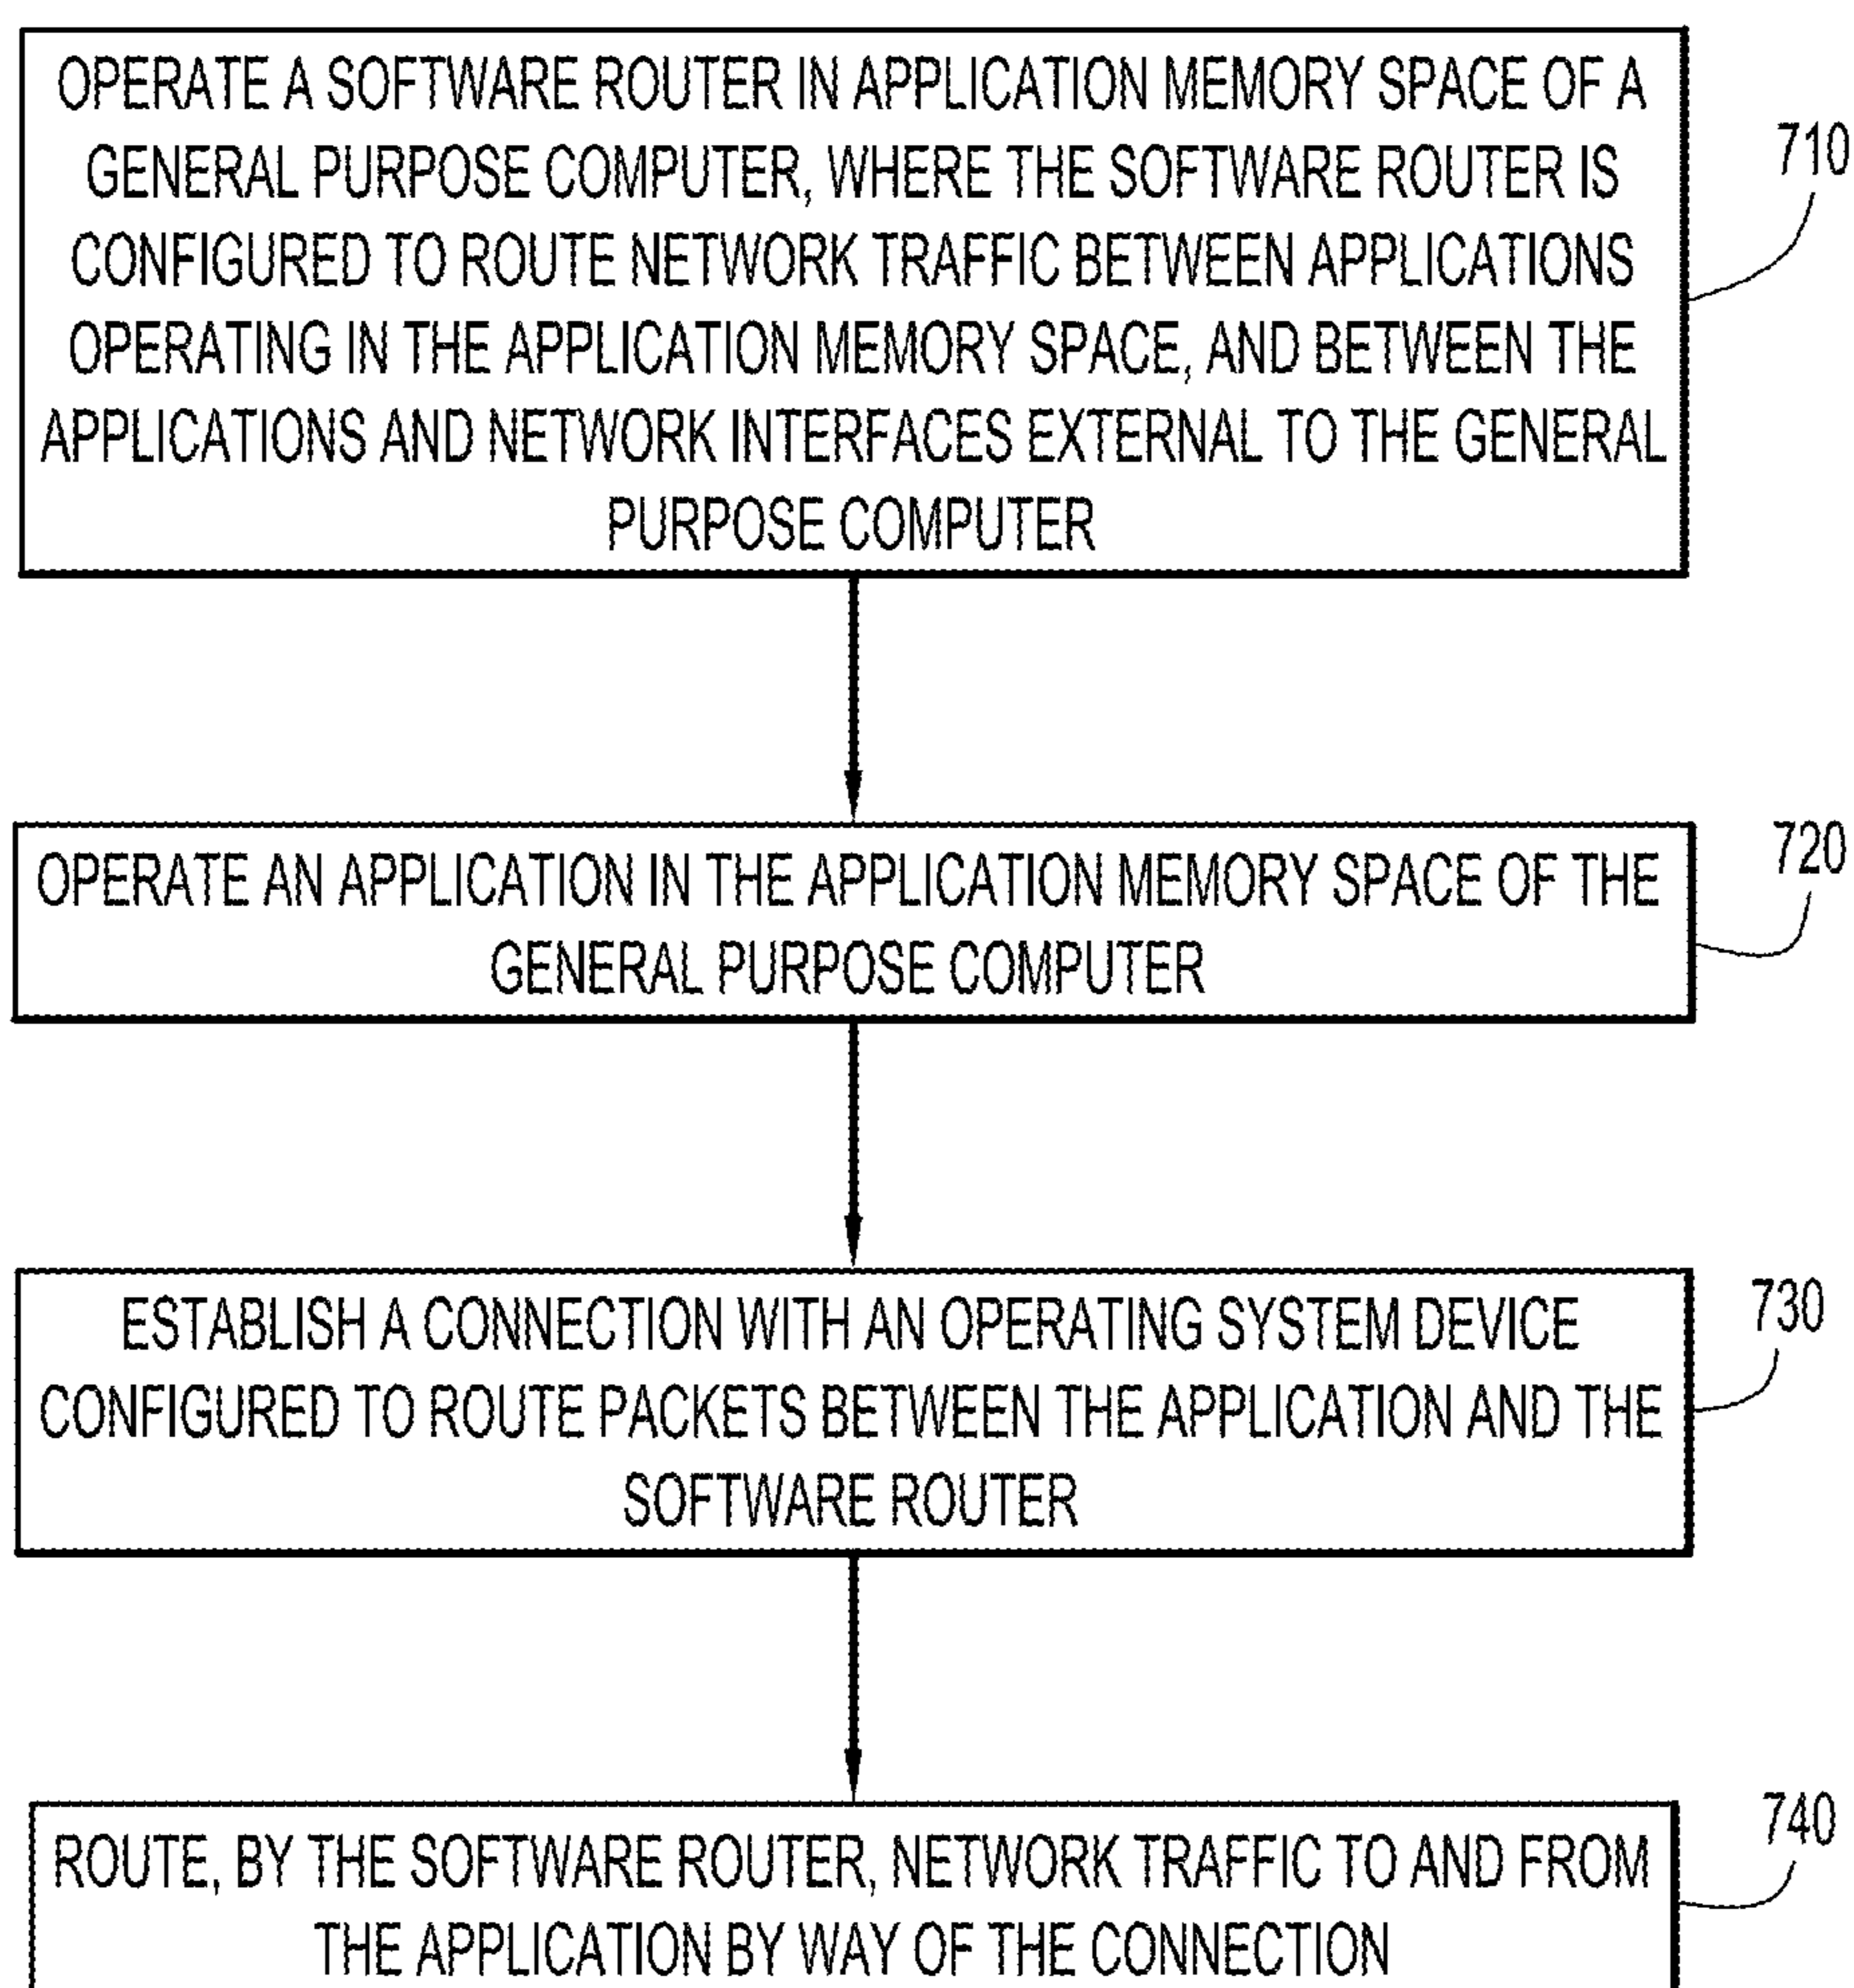 OPERATE A SOFTWARE ROUTER IN APPLICATION MEMORY SPACE OF A
GENERAL PURPOSE COMPUTER, WHERE THE SOFTWARE ROUTER IS
CONFIGURED TO ROUTE NETWORK TRAFFIC BETWEEN APPLICATIONS
OPERATING IN THE APPLICATION MEMORY SPACE, AND BETWEEN THE
APPLICATIONS AND NETWORK INTERFACES EXTERNAL TO THE GENERAL
PURPOSE COMPUTER
710
OPERATE AN APPLICATION IN THE APPLICATION MEMORY SPACE OF THE
GENERAL PURPOSE COMPUTER
720
ESTABLISH A CONNECTION WITH AN OPERATING SYSTEM DEVICE
CONFIGURED TO ROUTE PACKETS BETWEEN THE APPLICATION AND THE
SOFTWARE ROUTER
730
ROUTE, BY THE SOFTWARE ROUTER, NETWORK TRAFFIC TO AND FROM
THE APPLICATION BY WAY OF THE CONNECTION
740